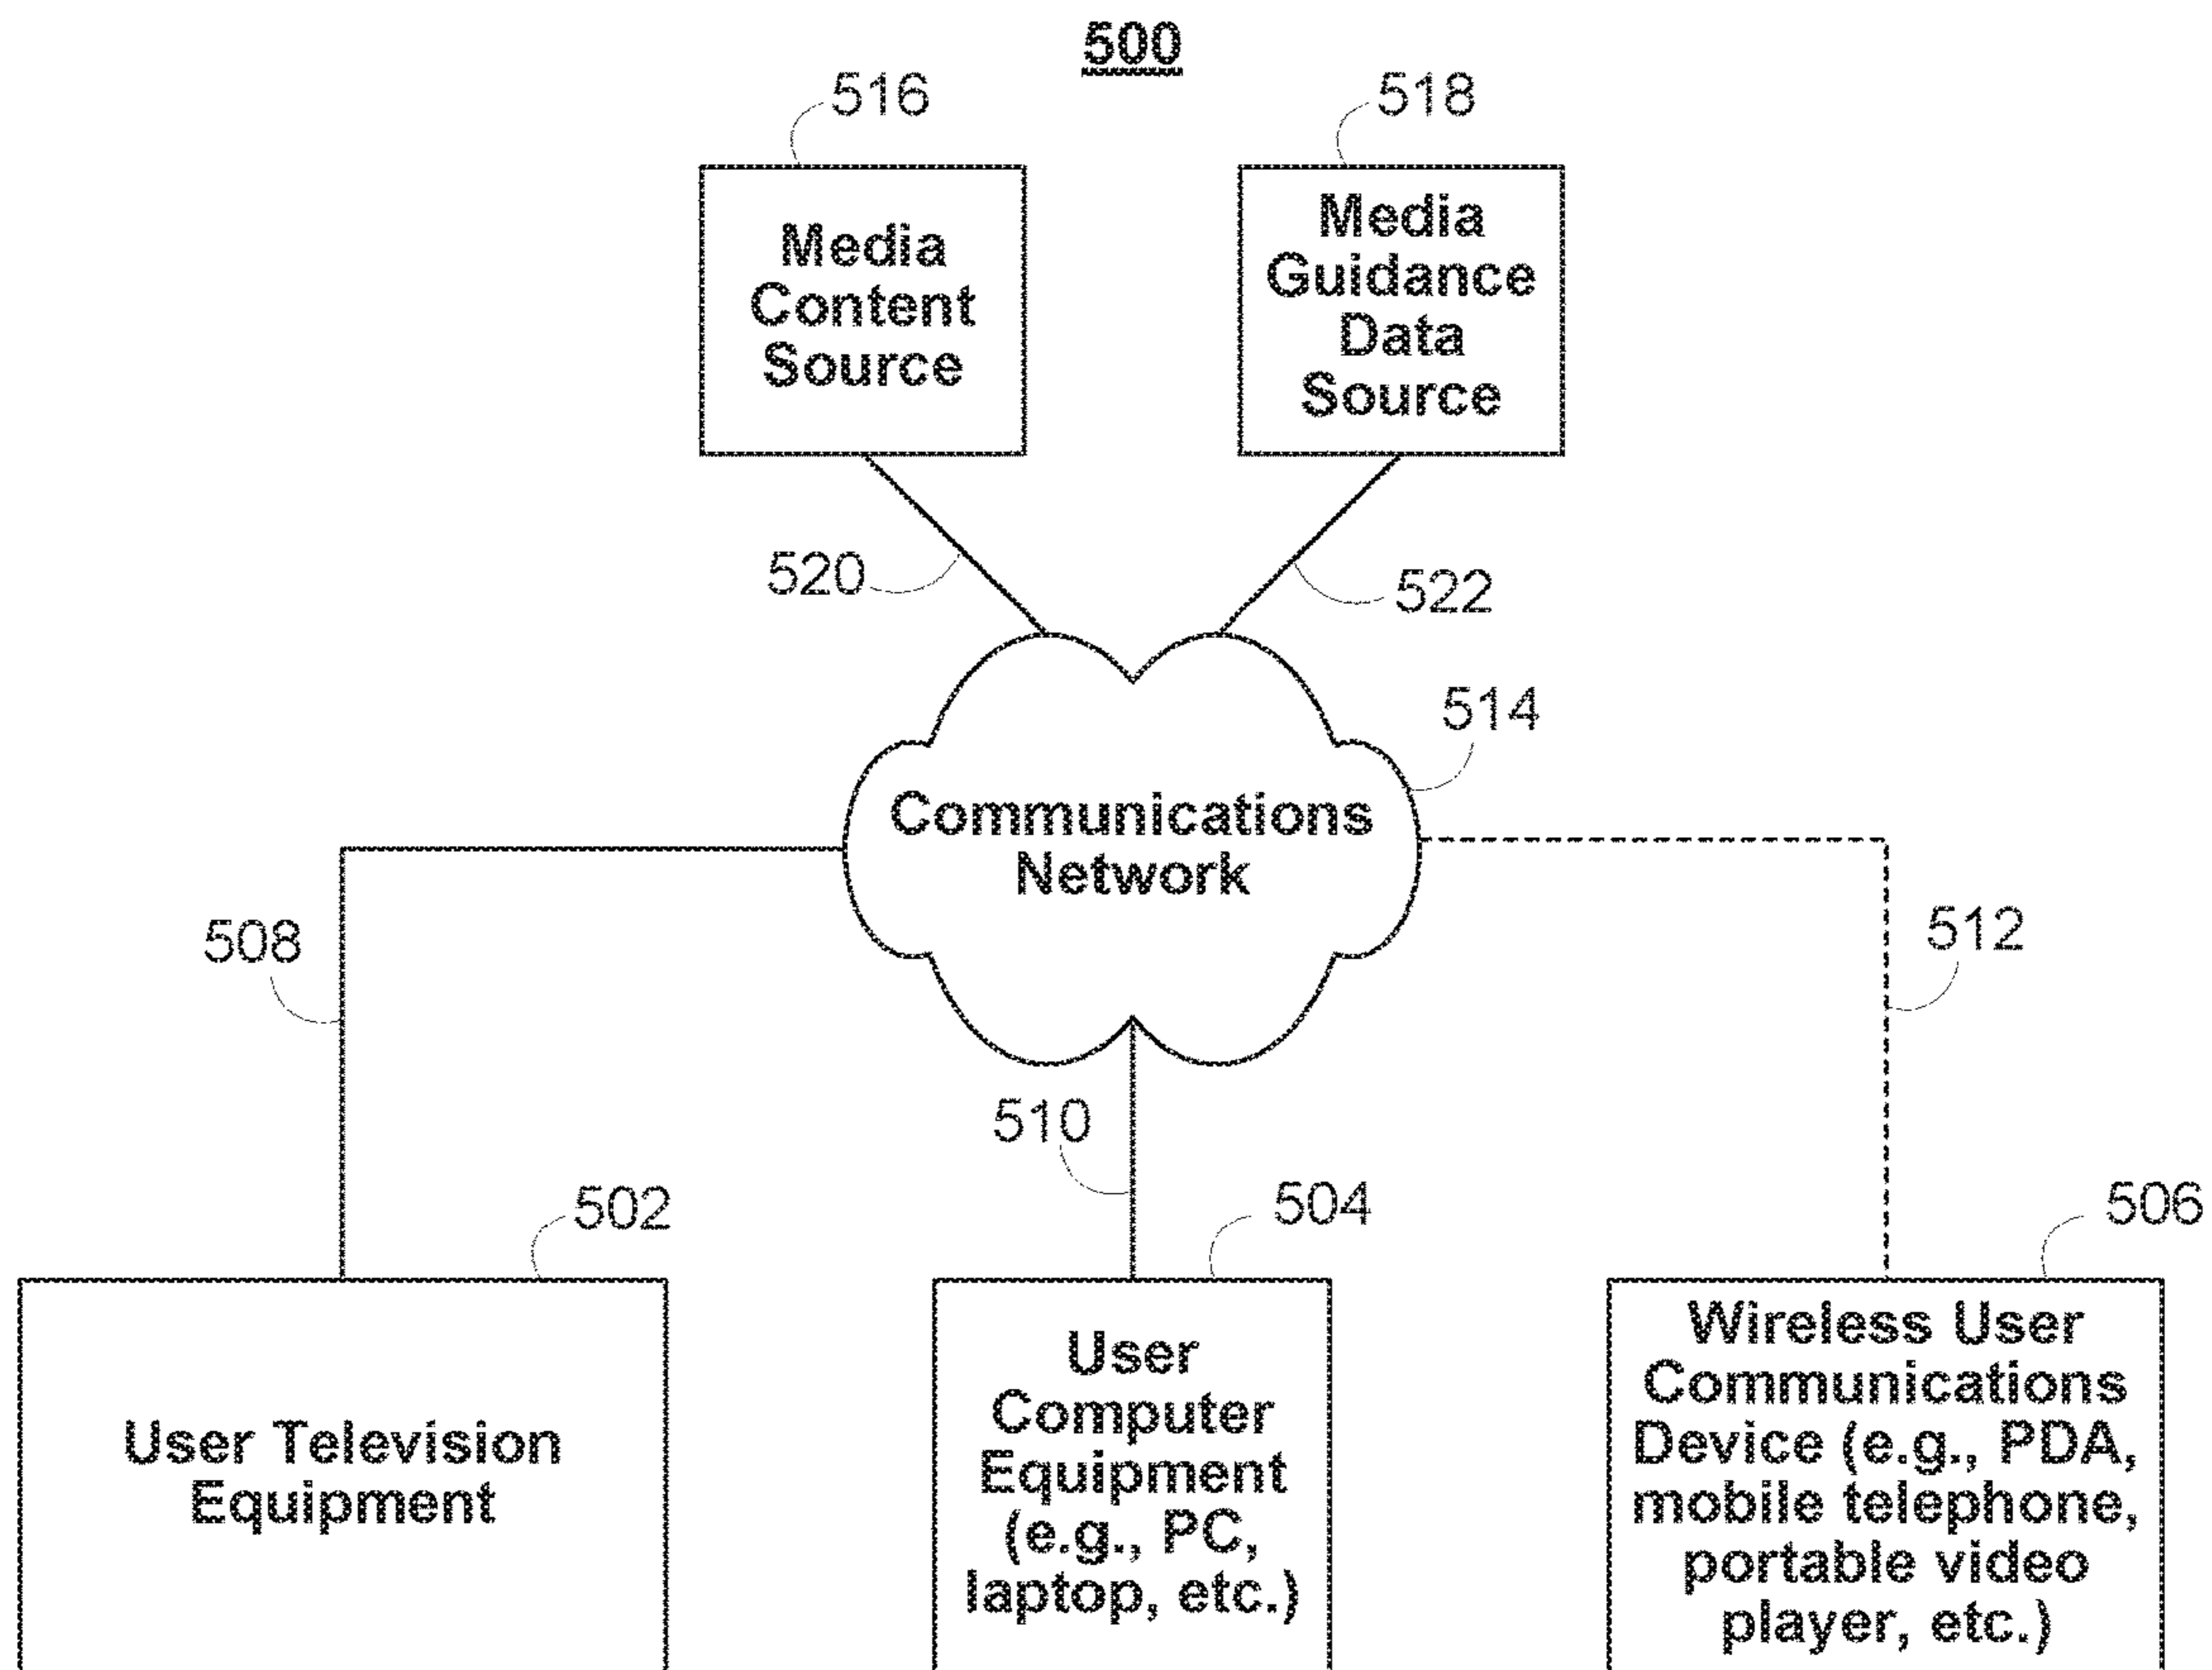 500
516
518
Media
Content
Source
Media
Guidance
Data
Source
520
522
514
Communications
Network
508
512
510
502
504
506
User Television
Equipment
User
Computer
Equipment
(e.g., PC,
laptop, etc.)
Wireless User
Communications
Device (e.g., PDA,
mobile telephone,
portable video
player, etc.)